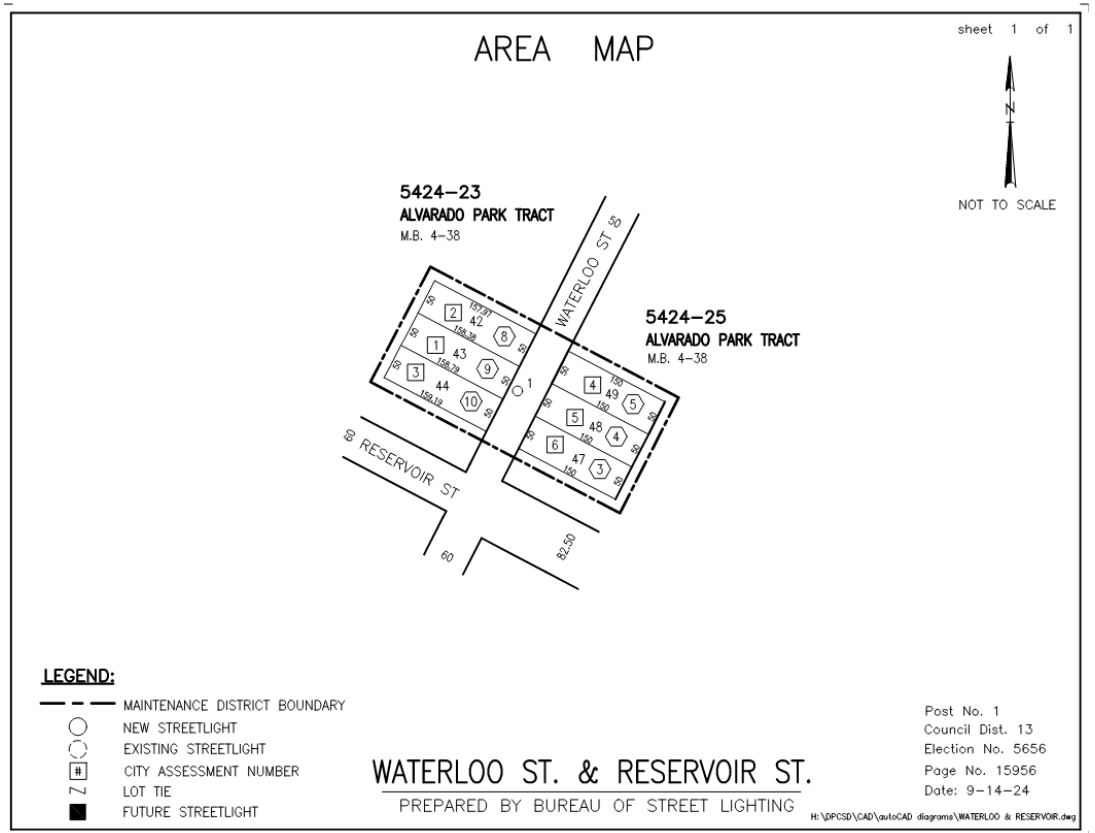 sheet 1 of 1
AREA MAP
N
NOT TO SCALE
5424-23
ALVARADO PARK TRACT
M.B. 4-38
WATERLOO ST 50
5424-25
ALVARADO PARK TRACT
M.B. 4-38
50 2 157.97 42 8 50
50 1 158.38 43 9 50
50 3 158.79 44 10 50
159.19
1
50 4 150 49 5 50
50 5 150 48 4 50
50 6 150 47 3 50
150
60 RESERVOIR ST
60
82.50
LEGEND:
MAINTENANCE DISTRICT BOUNDARY
NEW STREETLIGHT
EXISTING STREETLIGHT
# CITY ASSESSMENT NUMBER
LOT TIE
FUTURE STREETLIGHT
WATERLOO ST. & RESERVOIR ST.
PREPARED BY BUREAU OF STREET LIGHTING
Post No. 1
Council Dist. 13
Election No. 5656
Page No. 15956
Date: 9-14-24
H:\DPCSD\CAD\autoCAD diagrams\WATERLOO & RESERVOIR.dwg